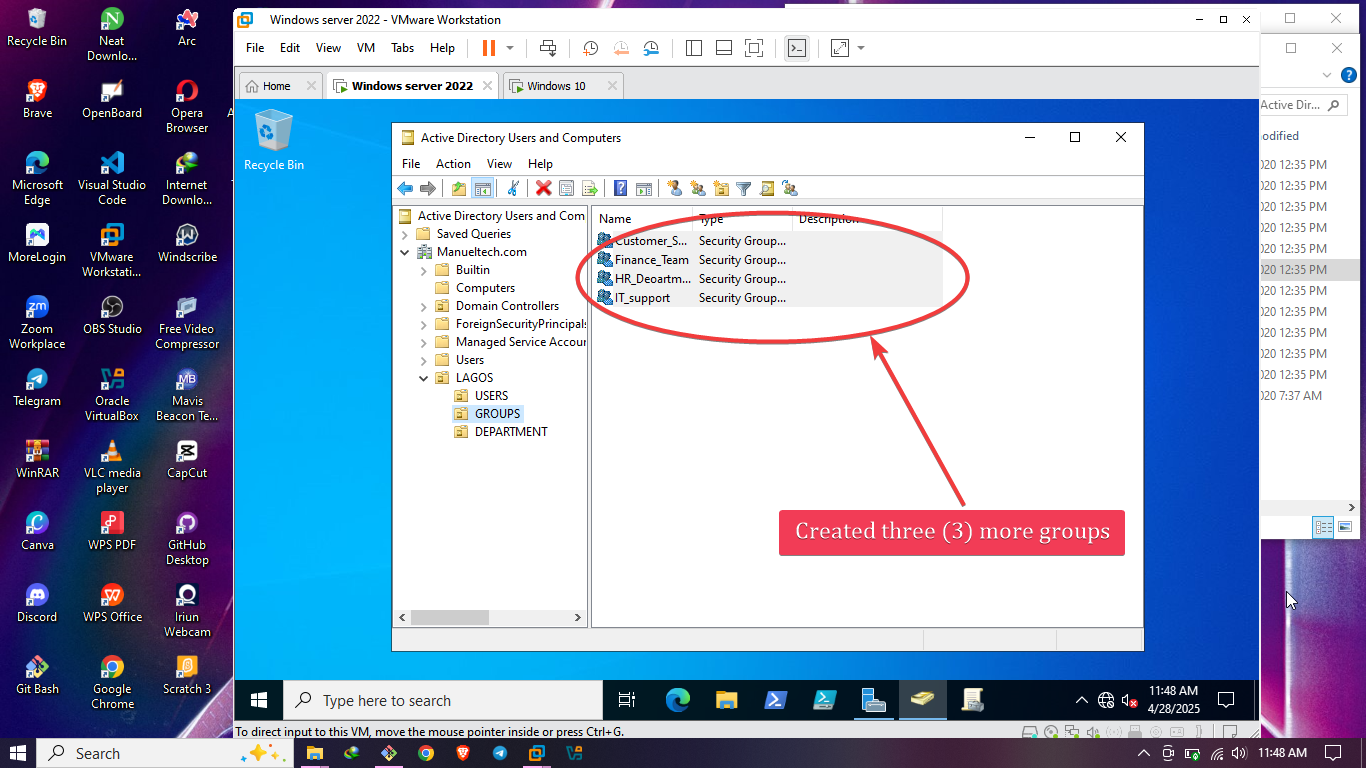 Recycle Bin
Neat
Downlo...
Arc
Brave
OpenBoard
Opera
Browser
Microsoft
Edge
Visual Studio
Code
Internet
Downlo...
MoreLogin
VMware
Workstati...
Windscribe
Zoom
Workplace
OBS Studio
Free Video
Compressor
Telegram
Oracle
VirtualBox
Mavis
Beacon Te...
WinRAR
VLC media
player
CapCut
Canva
WPS PDF
GitHub
Desktop
Discord
WPS Office
Iriun
Webcam
Git Bash
Google
Chrome
Scratch 3
Windows server 2022 - VMware Workstation
File Edit View VM Tabs Help
Home
Windows server 2022
Windows 10
Recycle Bin
Active Directory Users and Computers
File Action View Help
Active Directory Users and Com
Saved Queries
Manueltech.com
Builtin
Computers
Domain Controllers
ForeignSecurityPrincipals
Managed Service Accour
Users
LAGOS
USERS
GROUPS
DEPARTMENT
Name Type Description
Customer_S... Security Group...
Finance_Team Security Group...
HR_Deoartm... Security Group...
IT_support Security Group...
Created three (3) more groups
Type here to search
11:48 AM
4/28/2025
To direct input to this VM, move the mouse pointer inside or press Ctrl+G.
Active Dir...
odified
020 12:35 PM
020 12:35 PM
020 12:35 PM
020 12:35 PM
020 12:35 PM
020 12:35 PM
020 12:35 PM
020 12:35 PM
020 12:35 PM
020 12:35 PM
020 12:35 PM
020 7:37 AM
Search
11:48 AM